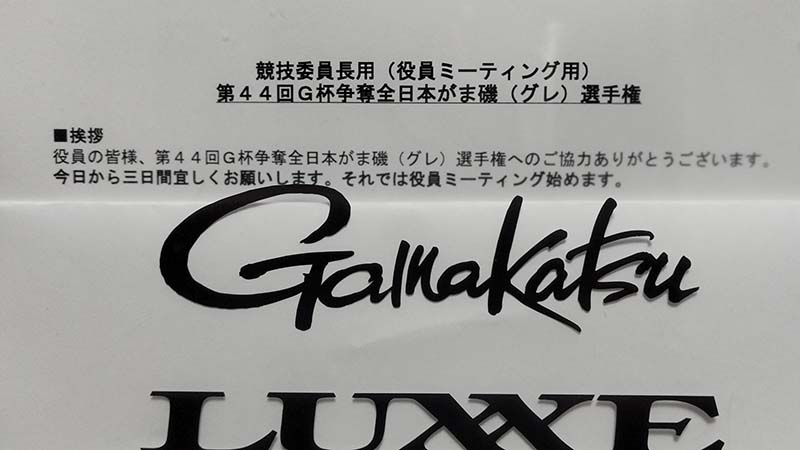 競技委員長用（役員ミーティング用）
第４４回Ｇ杯争奪全日本がま磯（グレ）選手権
■挨拶
役員の皆様、第４４回Ｇ杯争奪全日本がま磯（グレ）選手権へのご協力ありがとうございます。
今日から三日間宜しくお願いします。それでは役員ミーティング始めます。
Gamakatsu
LUXXE